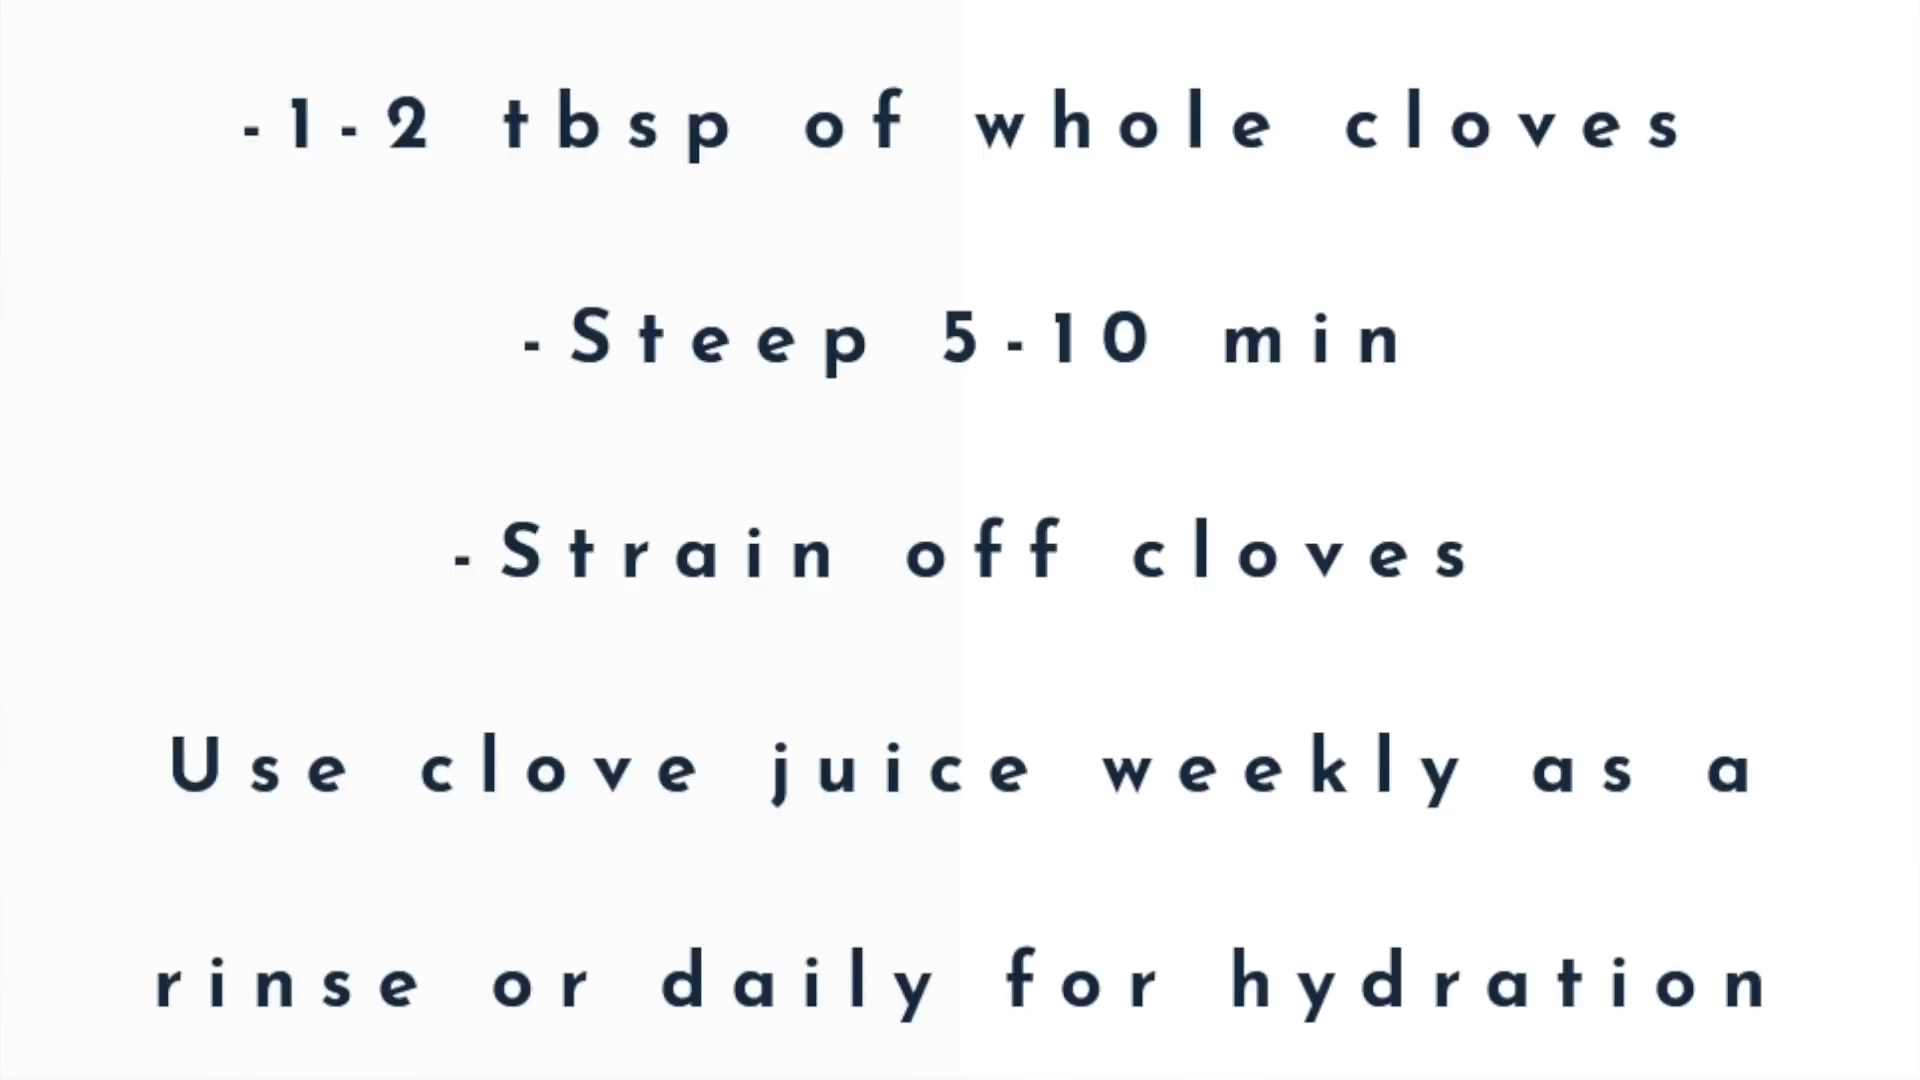 -1-2 tbsp of whole cloves
-Steep 5-10 min
-Strain off cloves
Use clove juice weekly as a
rinse or daily for hydration